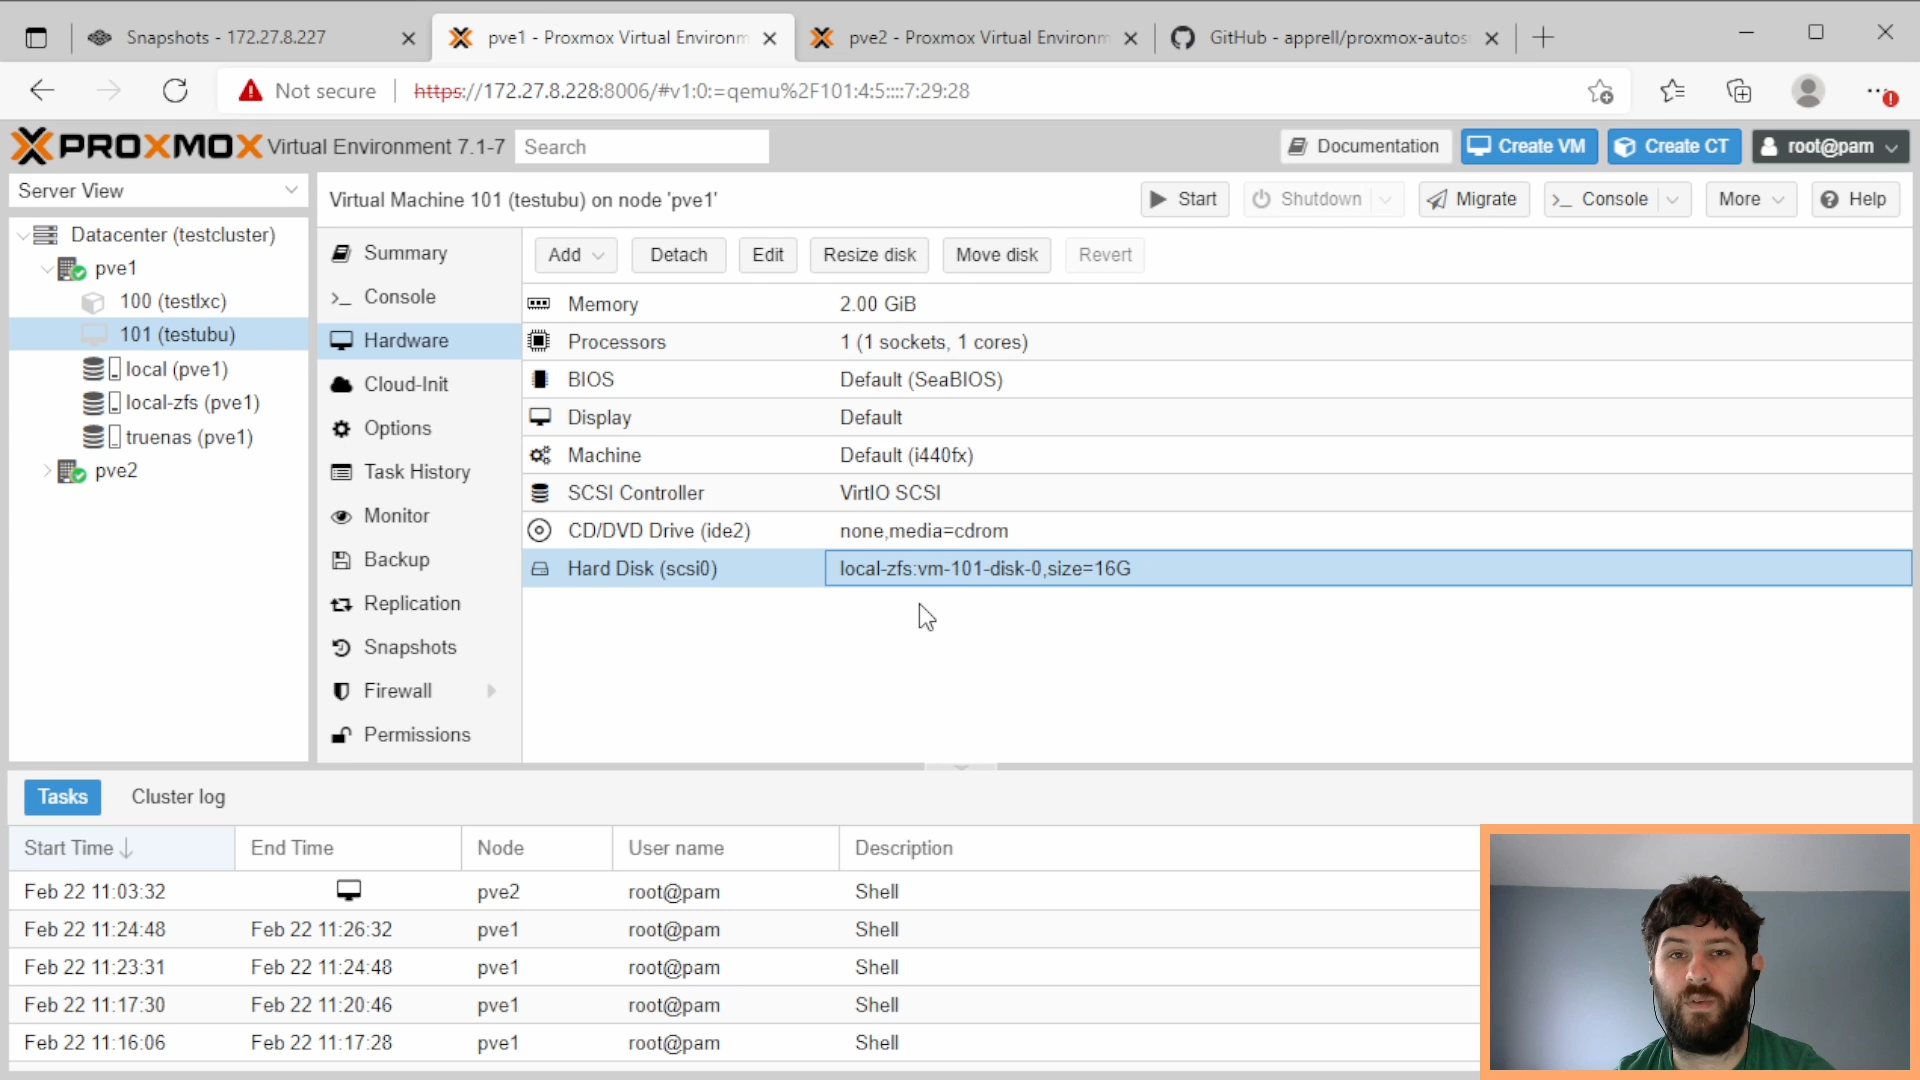 Snapshots - 172.27.8.227
pve1 - Proxmox Virtual Environm
pve2 - Proxmox Virtual Environm
GitHub - apprell/proxmox-autos
Not secure
https://172.27.8.228:8006/#v1:0:=qemu%2F101:4:5::::7:29:28
PROXMOX Virtual Environment 7.1-7
Search
Documentation
Create VM
Create CT
root@pam
Server View
Virtual Machine 101 (testubu) on node 'pve1'
Start
Shutdown
Migrate
Console
More
Help
Datacenter (testcluster)
pve1
100 (testlxc)
101 (testubu)
local (pve1)
local-zfs (pve1)
truenas (pve1)
pve2
Summary
Console
Hardware
Cloud-Init
Options
Task History
Monitor
Backup
Replication
Snapshots
Firewall
Permissions
Add
Detach
Edit
Resize disk
Move disk
Revert
Memory 2.00 GiB
Processors 1 (1 sockets, 1 cores)
BIOS Default (SeaBIOS)
Display Default
Machine Default (i440fx)
SCSI Controller VirtIO SCSI
CD/DVD Drive (ide2) none,media=cdrom
Hard Disk (scsi0) local-zfs:vm-101-disk-0,size=16G
Tasks
Cluster log
Start Time End Time Node User name Description
Feb 22 11:03:32 pve2 root@pam Shell
Feb 22 11:24:48 Feb 22 11:26:32 pve1 root@pam Shell
Feb 22 11:23:31 Feb 22 11:24:48 pve1 root@pam Shell
Feb 22 11:17:30 Feb 22 11:20:46 pve1 root@pam Shell
Feb 22 11:16:06 Feb 22 11:17:28 pve1 root@pam Shell